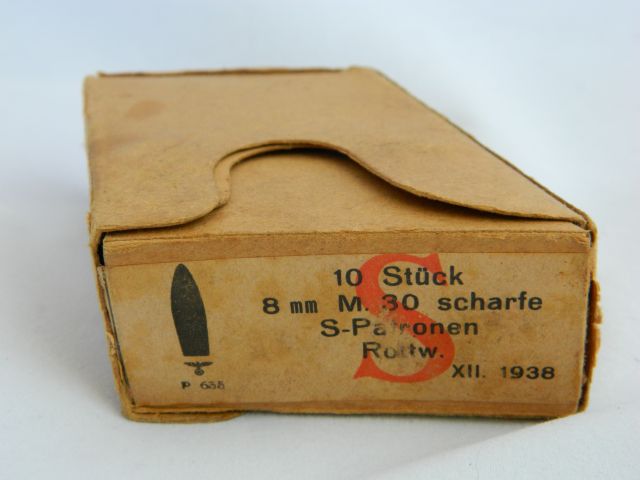 10 Stück
8 mm M. 30 scharfe
S-Patronen
Rottw.
XII. 1938
S
P 635